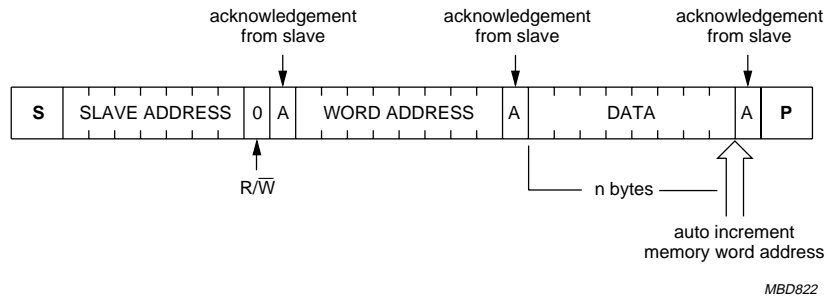 acknowledgement
from slave
acknowledgement
from slave
acknowledgement
from slave
S SLAVE ADDRESS 0 A WORD ADDRESS A DATA A P
R/W̅
n bytes
auto increment
memory word address
MBD822